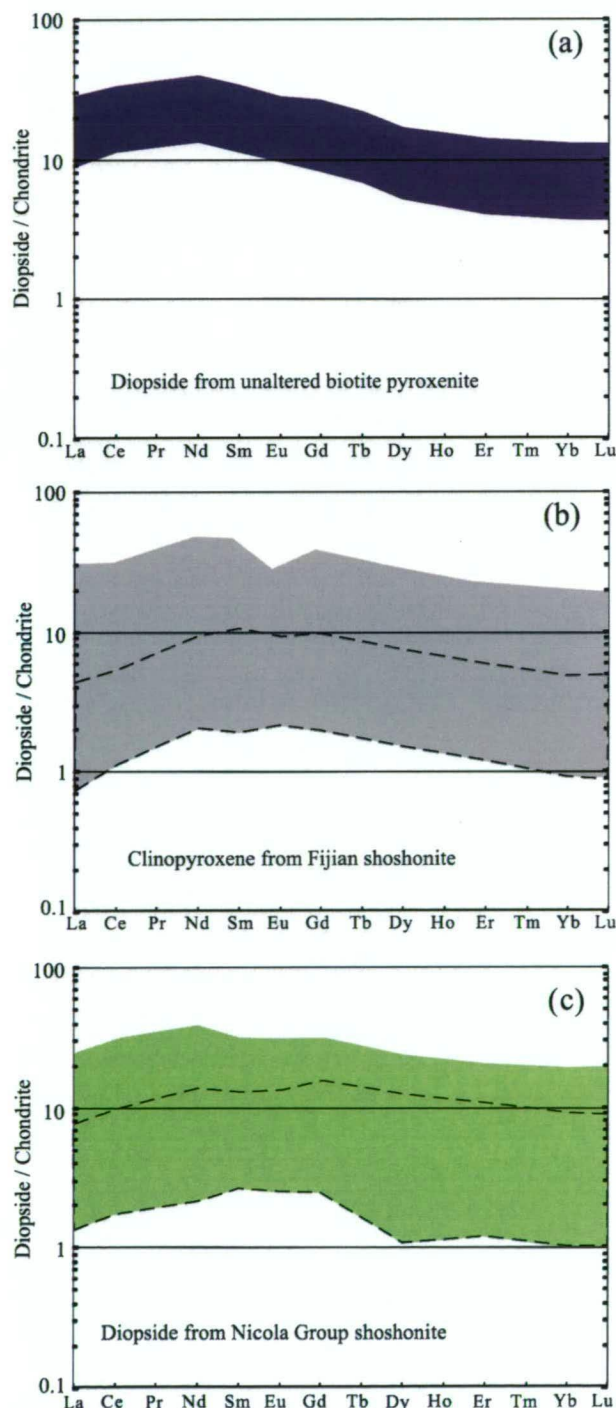 100
(a)
10
1
0.1
Diopside / Chondrite
Diopside from unaltered biotite pyroxenite
La Ce Pr Nd Sm Eu Gd Tb Dy Ho Er Tm Yb Lu
100
(b)
10
1
0.1
Diopside / Chondrite
Clinopyroxene from Fijian shoshonite
La Ce Pr Nd Sm Eu Gd Tb Dy Ho Er Tm Yb Lu
100
(c)
10
1
0.1
Diopside / Chondrite
Diopside from Nicola Group shoshonite
La Ce Pr Nd Sm Eu Gd Tb Dy Ho Er Tm Yb Lu